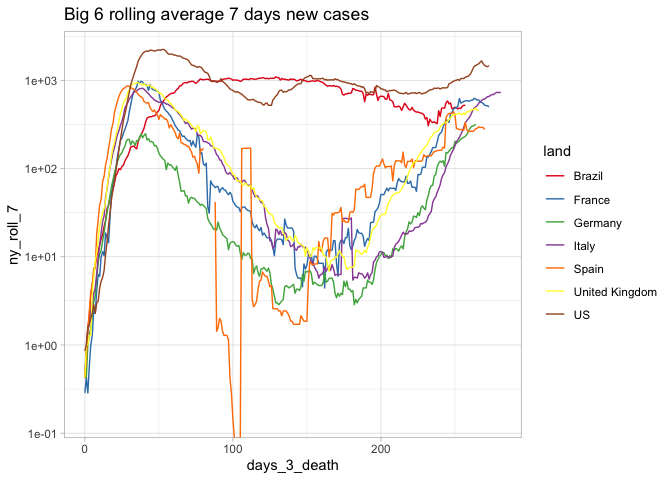 Big 6 rolling average 7 days new cases
1e+03
1e+02
1e+01
1e+00
1e-01
ny_roll_7
0
100
200
days_3_death
land
Brazil
France
Germany
Italy
Spain
United Kingdom
US